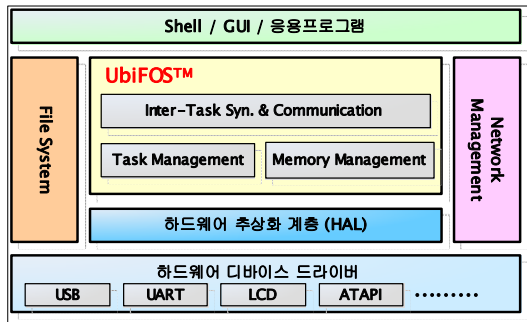 Shell / GUI / 응용프로그램
File System
UbiFOS™
Inter-Task Syn. & Communication
Task Management
Memory Management
Network Management
하드웨어 추상화 계층 (HAL)
하드웨어 디바이스 드라이버
USB
UART
LCD
ATAPI
·········